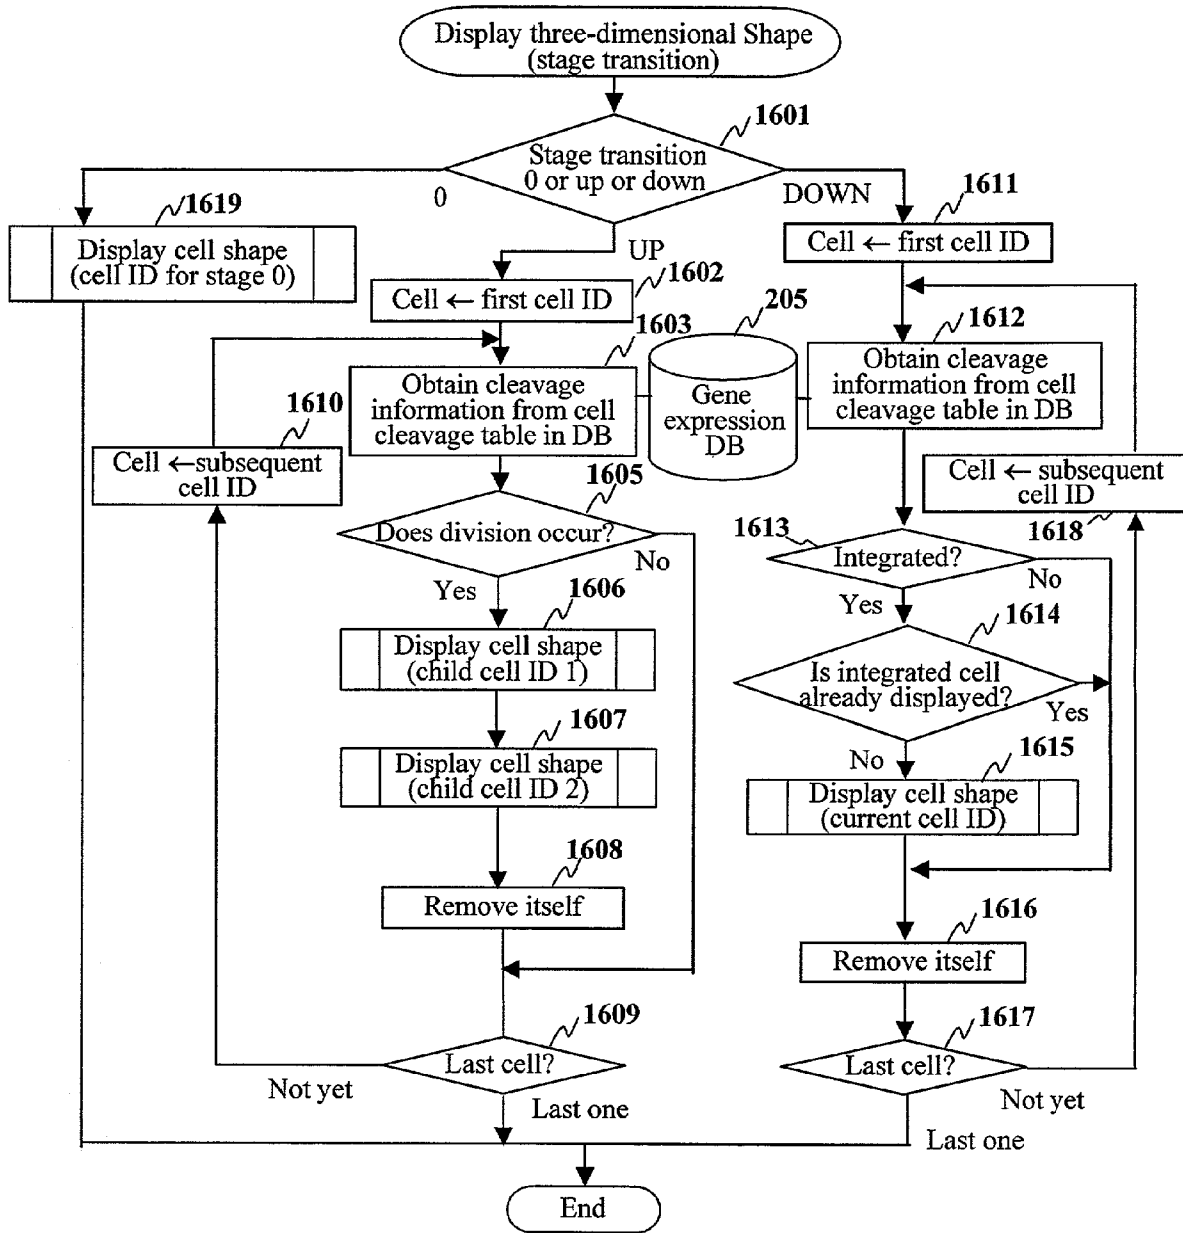 Display three-dimensional Shape
(stage transition)
1601
Stage transition
0 or up or down
0
UP
DOWN
1619
Display cell shape
(cell ID for stage 0)
1602
Cell ← first cell ID
1603
Obtain cleavage
information from cell
cleavage table in DB
205
Gene
expression
DB
1610
Cell ←subsequent
cell ID
1605
Does division occur?
No
Yes
1606
Display cell shape
(child cell ID 1)
1607
Display cell shape
(child cell ID 2)
1608
Remove itself
1609
Last cell?
Not yet
Last one
1611
Cell ← first cell ID
1612
Obtain cleavage
information from cell
cleavage table in DB
Cell ← subsequent
cell ID
1618
1613
Integrated?
No
Yes
1614
Is integrated cell
already displayed?
Yes
No
1615
Display cell shape
(current cell ID)
1616
Remove itself
1617
Last cell?
Not yet
Last one
End